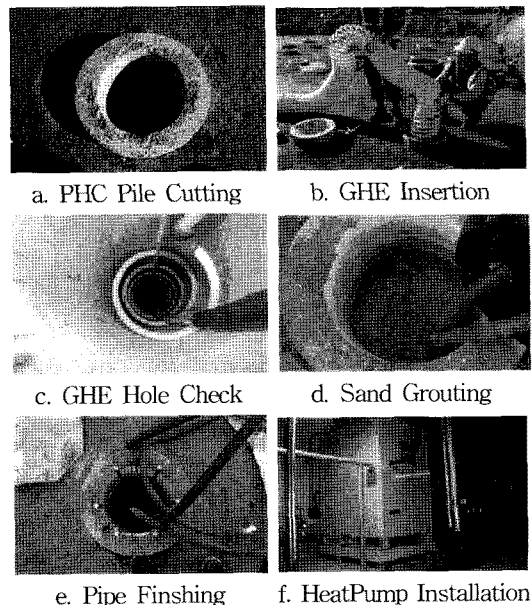 a. PHC Pile Cutting
b. GHE Insertion
c. GHE Hole Check
d. Sand Grouting
e. Pipe Finshing
f. HeatPump Installation